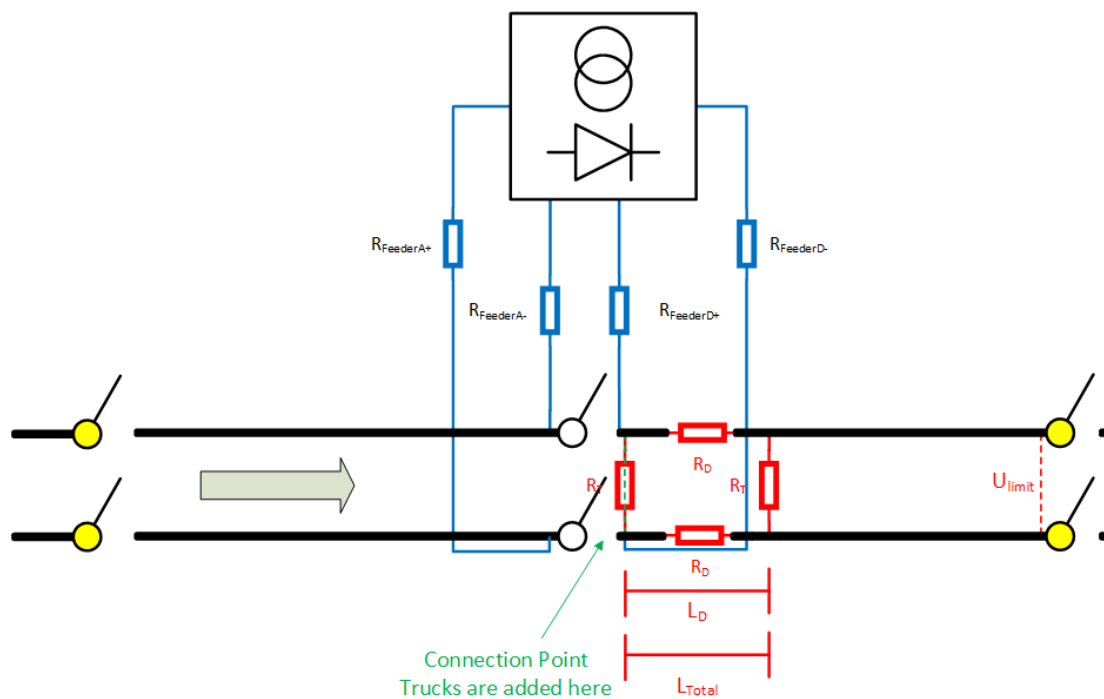 RFeederA+
RFeederD-
RFeederA-
RFeederD+
RD
RT
RT
Ulimit
RD
LD
Connection Point
Trucks are added here
LTotal